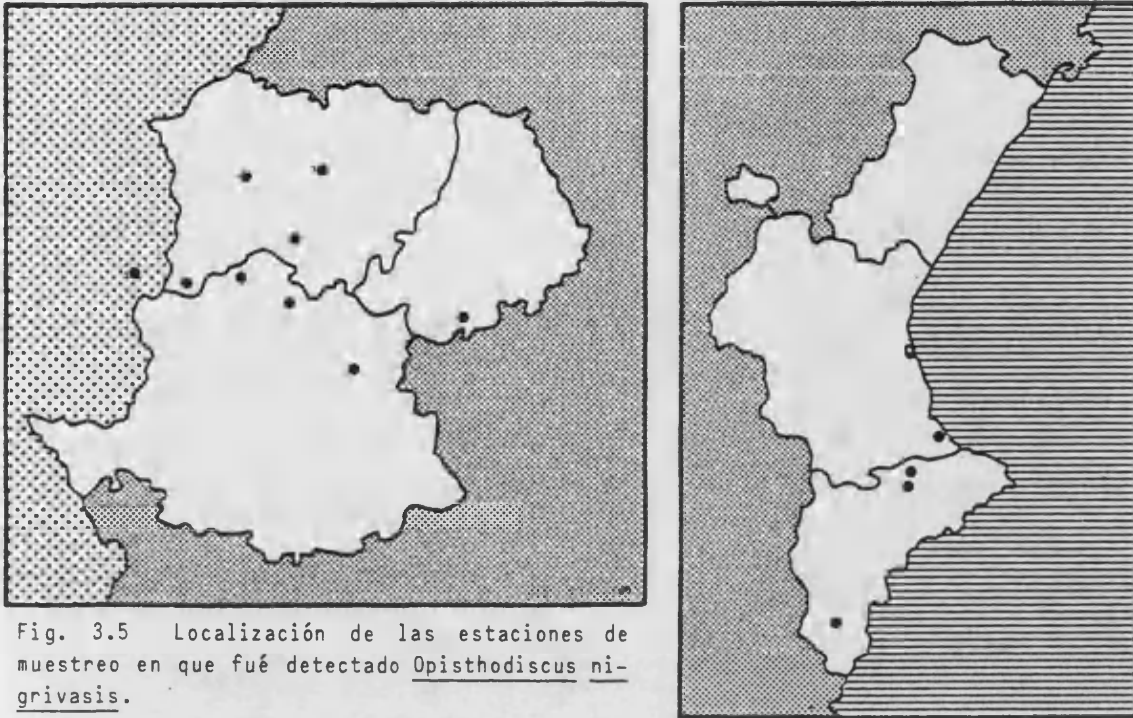 Fig. 3.5 Localización de las estaciones de
muestreo en que fué detectado Opisthodiscus ni-
grivasis.